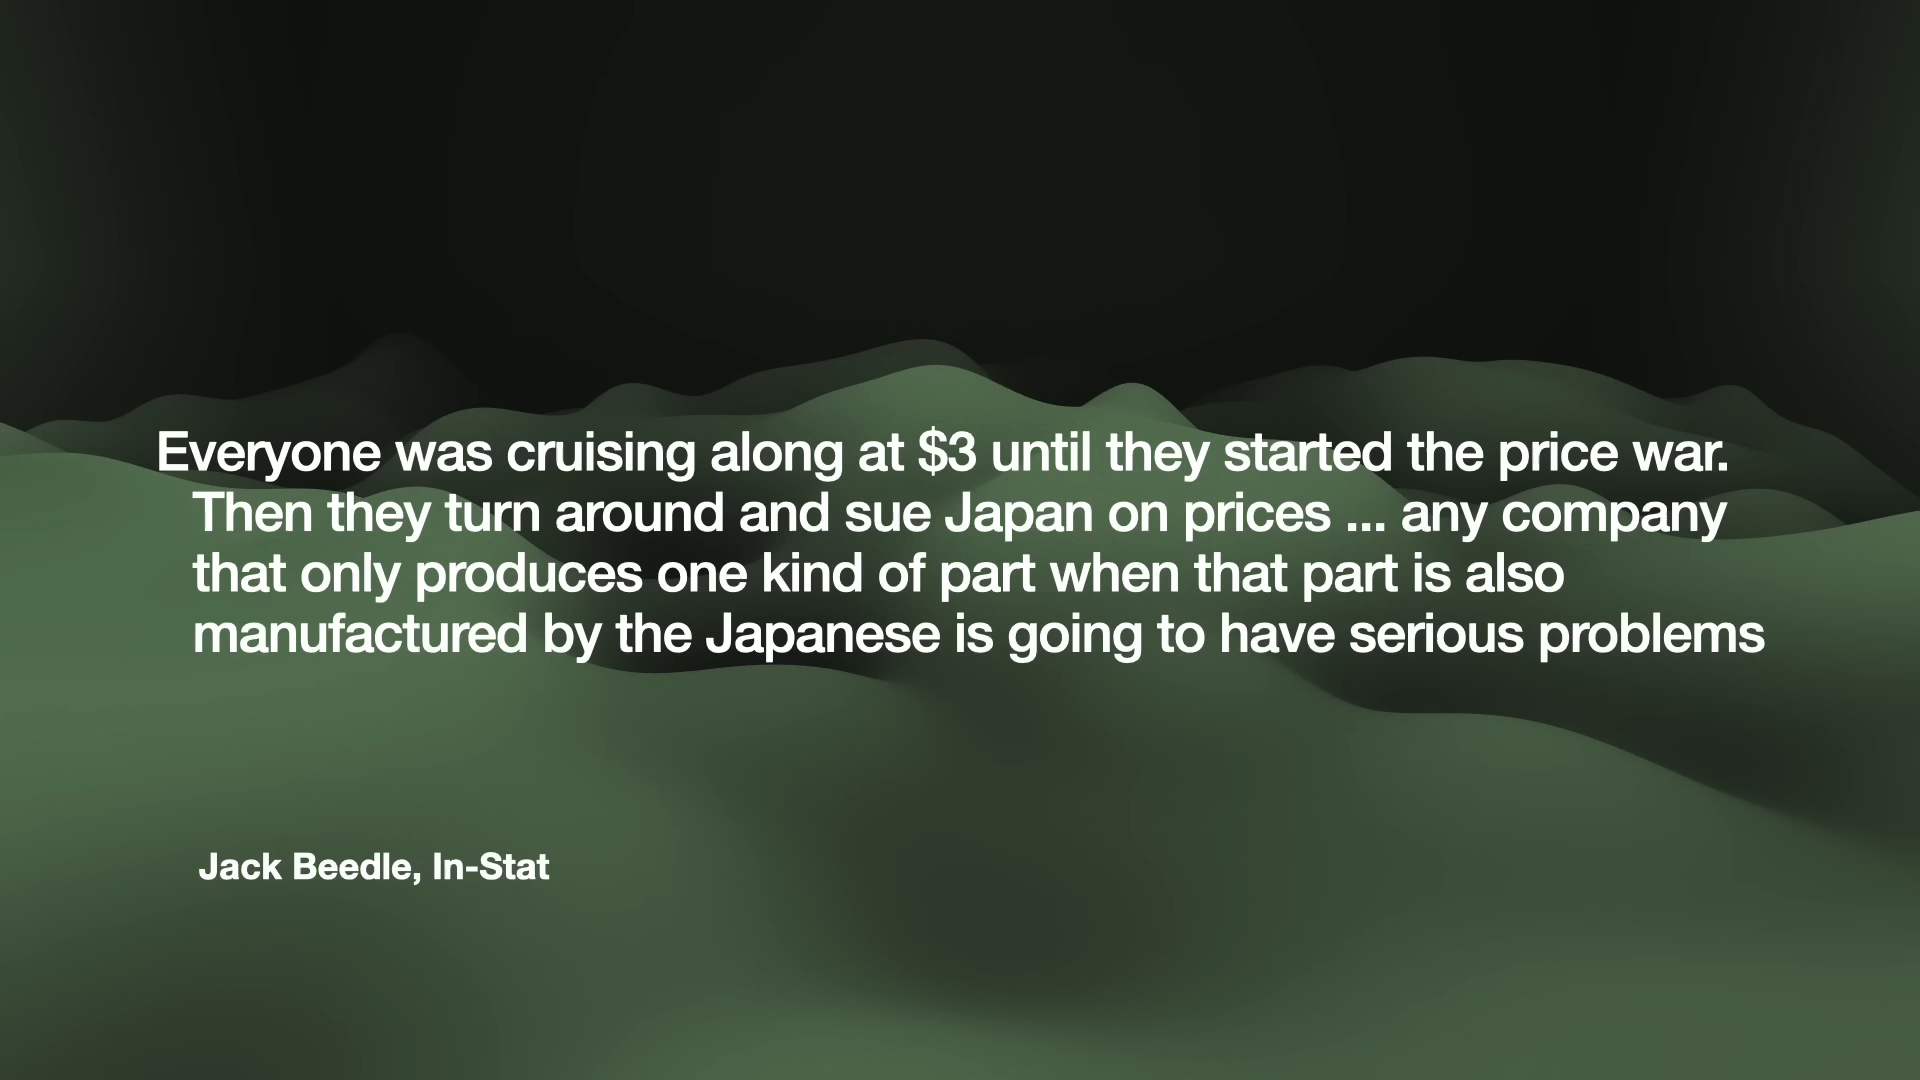 Everyone was cruising along at $3 until they started the price war.
Then they turn around and sue Japan on prices ... any company
that only produces one kind of part when that part is also
manufactured by the Japanese is going to have serious problems
Jack Beedle, In-Stat